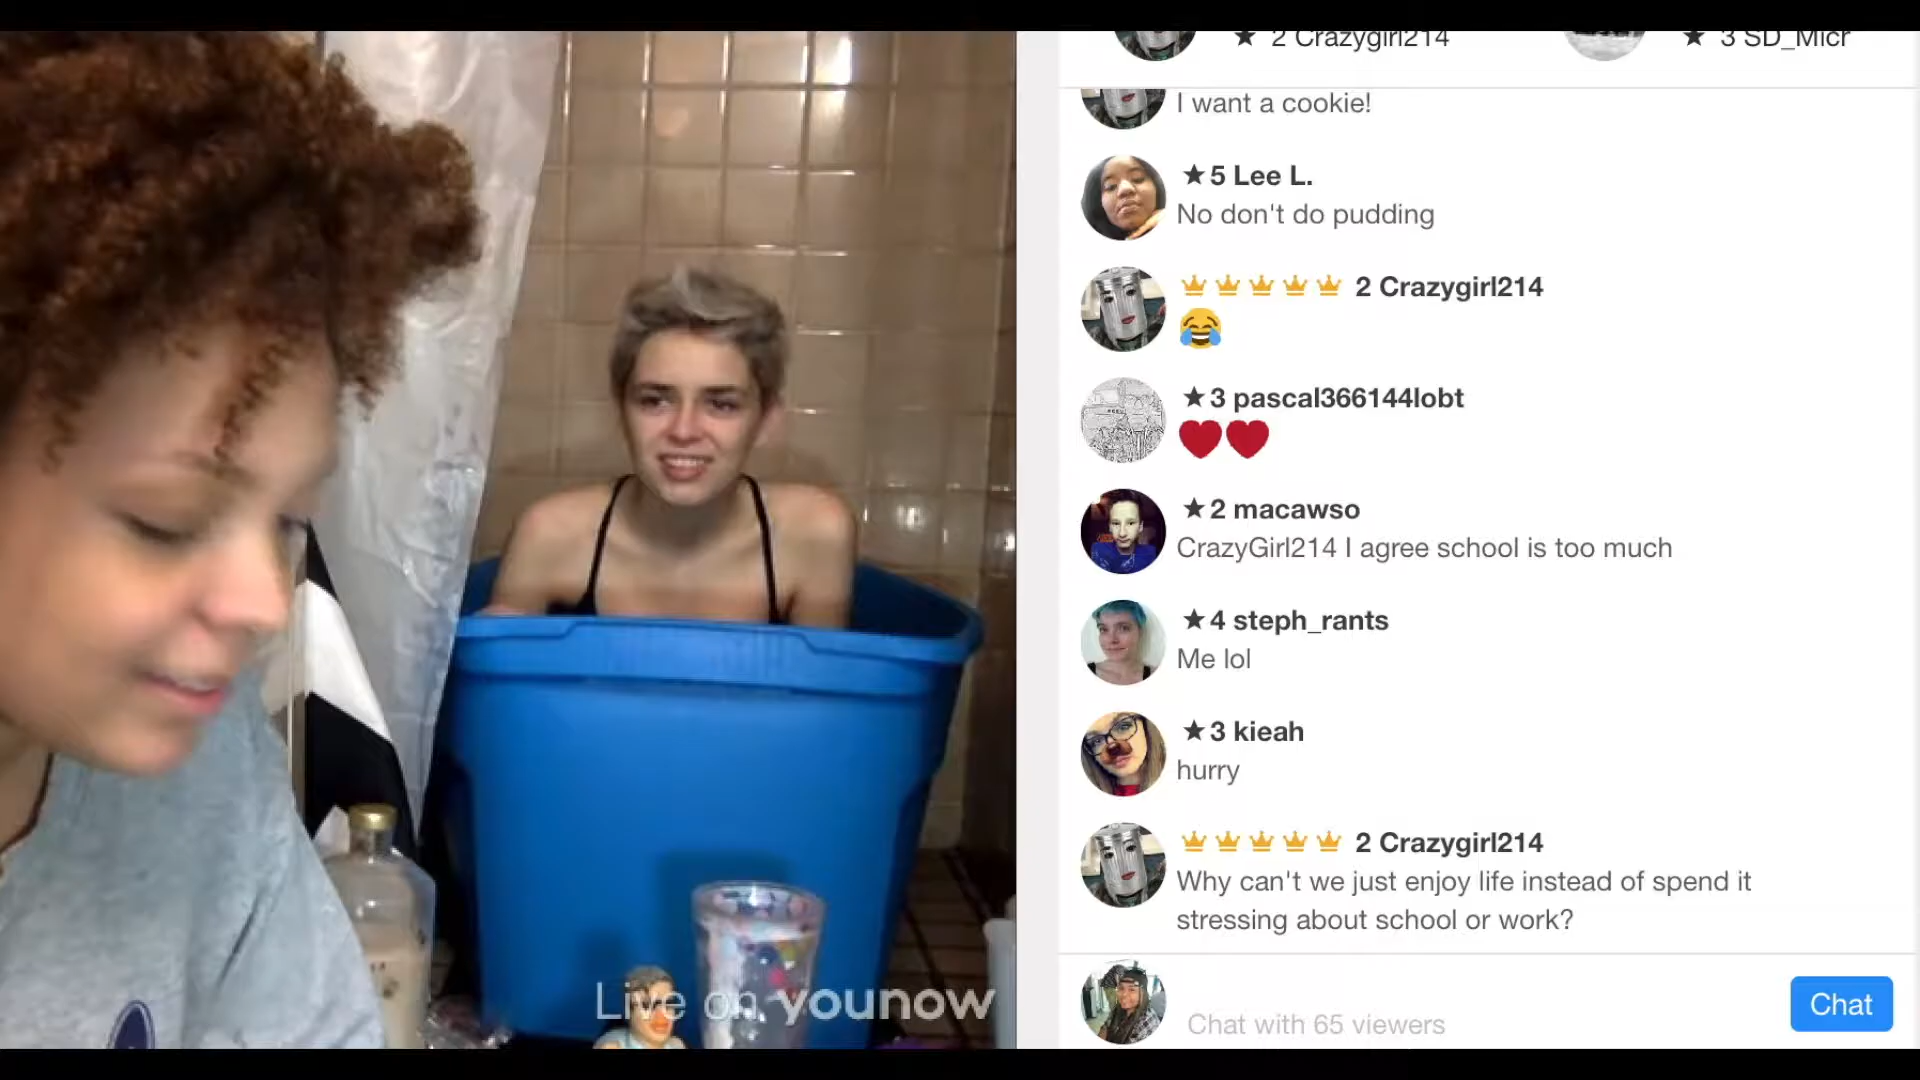 ★ 2 Crazygirl214
★ 3 SD_Micr
I want a cookie!
★5 Lee L.
No don't do pudding
2 Crazygirl214
😂
★3 pascal366144lobt
❤❤
★2 macawso
CrazyGirl214 I agree school is too much
★4 steph_rants
Me lol
★3 kieah
hurry
2 Crazygirl214
Why can't we just enjoy life instead of spend it
stressing about school or work?
Chat with 65 viewers
Chat
Live on younow